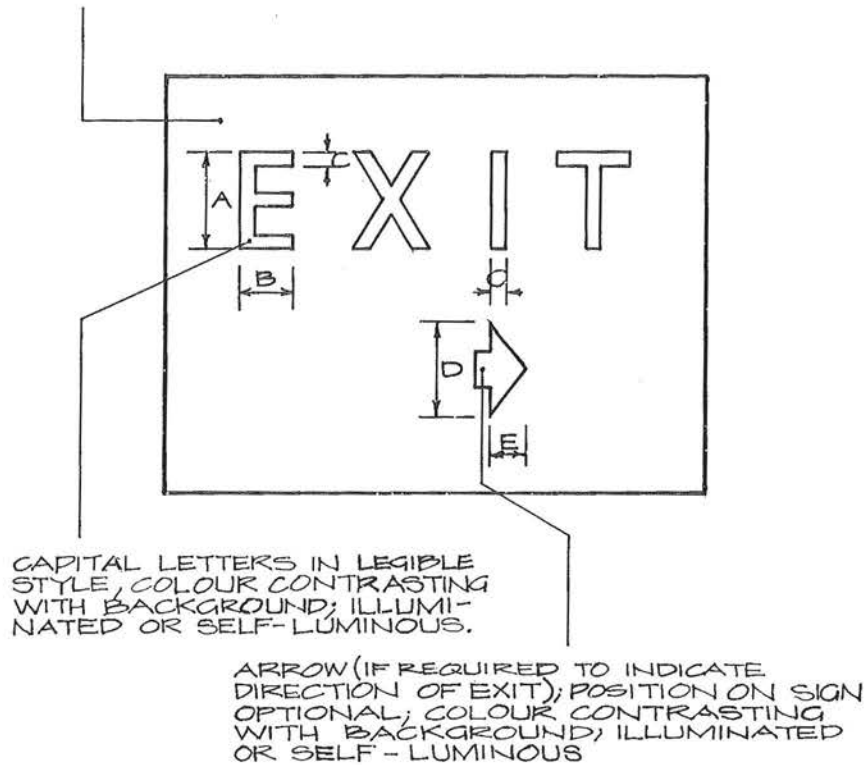 EXIT
A
C
B
C
D
E
CAPITAL LETTERS IN LEGIBLE
STYLE, COLOUR CONTRASTING
WITH BACKGROUND; ILLUMI-
NATED OR SELF-LUMINOUS.
ARROW (IF REQUIRED TO INDICATE
DIRECTION OF EXIT); POSITION ON SIGN
OPTIONAL; COLOUR CONTRASTING
WITH BACKGROUND; ILLUMINATED
OR SELF-LUMINOUS